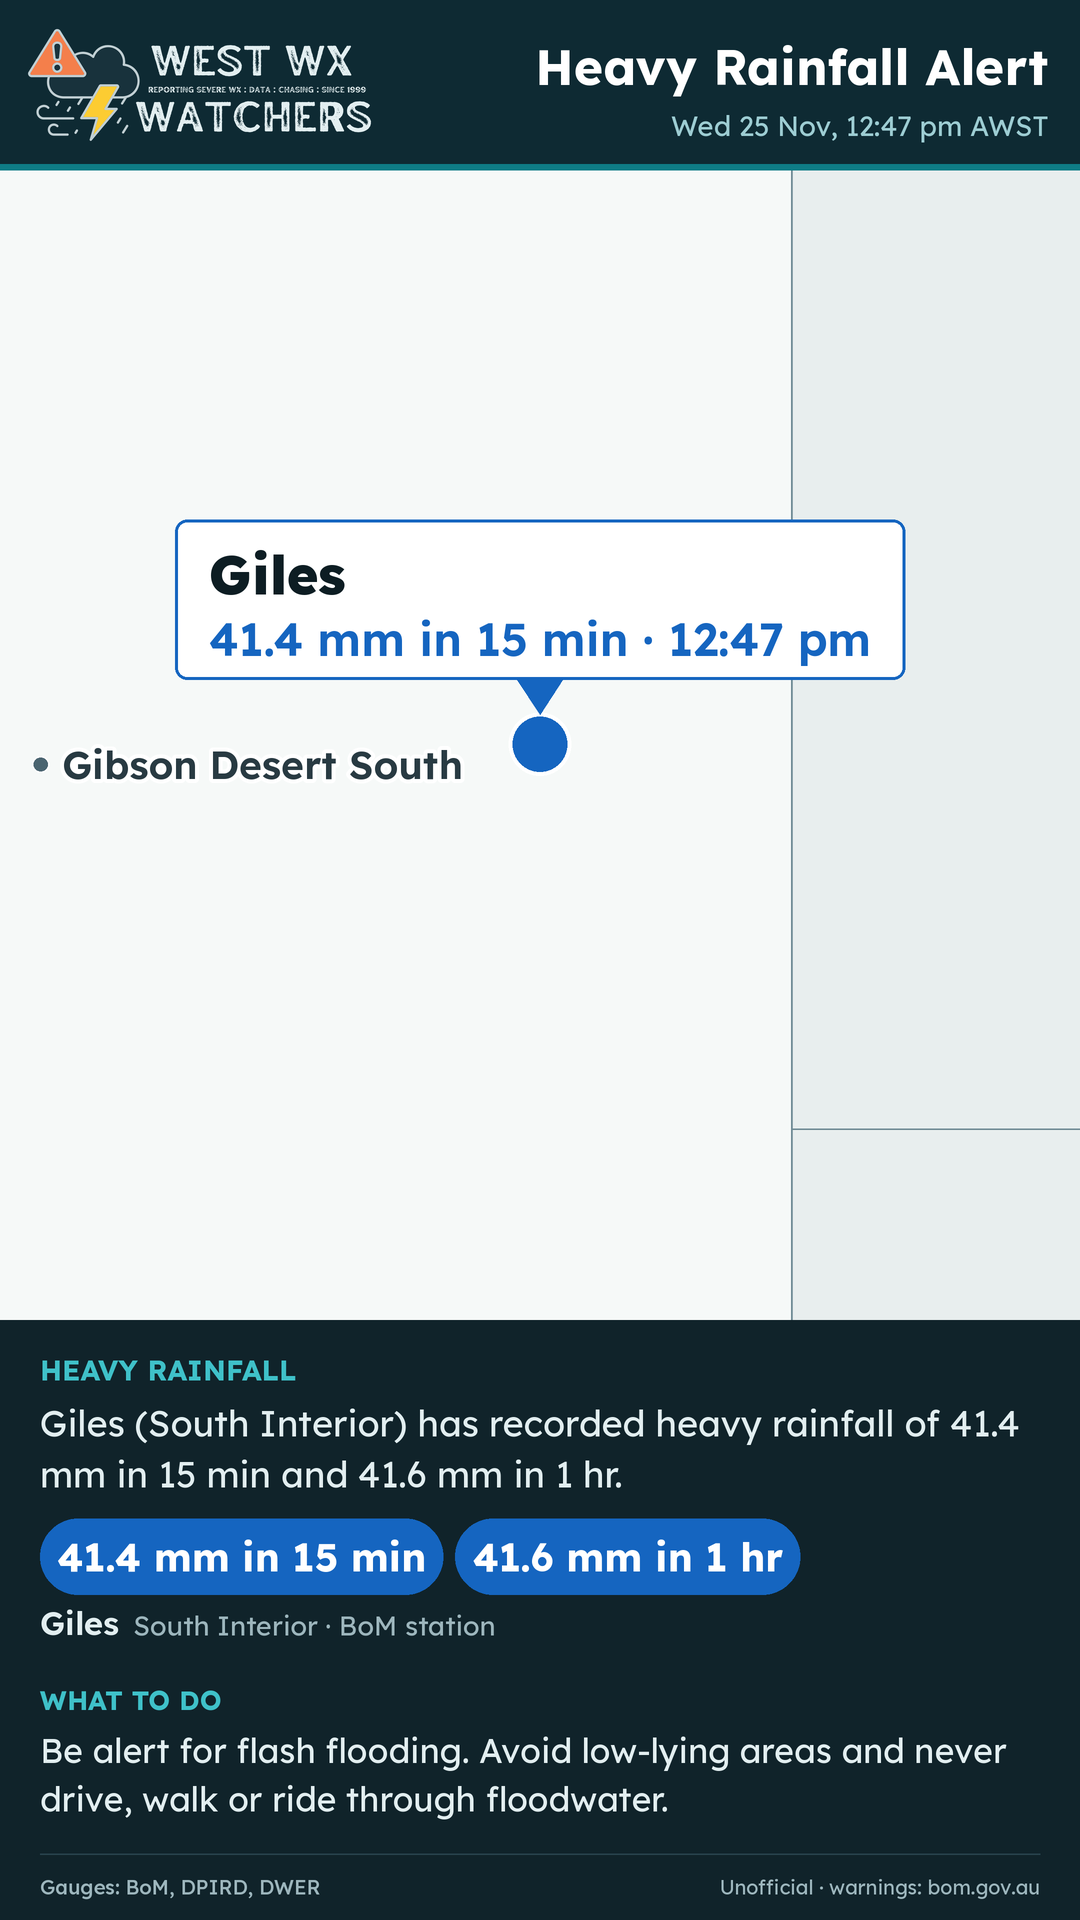 WEST WX
REPORTING SEVERE WX : DATA : CHASING : SINCE 1999
WATCHERS
Heavy Rainfall Alert
Wed 25 Nov, 12:47 pm AWST
Giles
41.4 mm in 15 min · 12:47 pm
Gibson Desert South
HEAVY RAINFALL
Giles (South Interior) has recorded heavy rainfall of 41.4
mm in 15 min and 41.6 mm in 1 hr.
41.4 mm in 15 min 41.6 mm in 1 hr
Giles South Interior · BoM station
WHAT TO DO
Be alert for flash flooding. Avoid low-lying areas and never
drive, walk or ride through floodwater.
Gauges: BoM, DPIRD, DWER
Unofficial · warnings: bom.gov.au